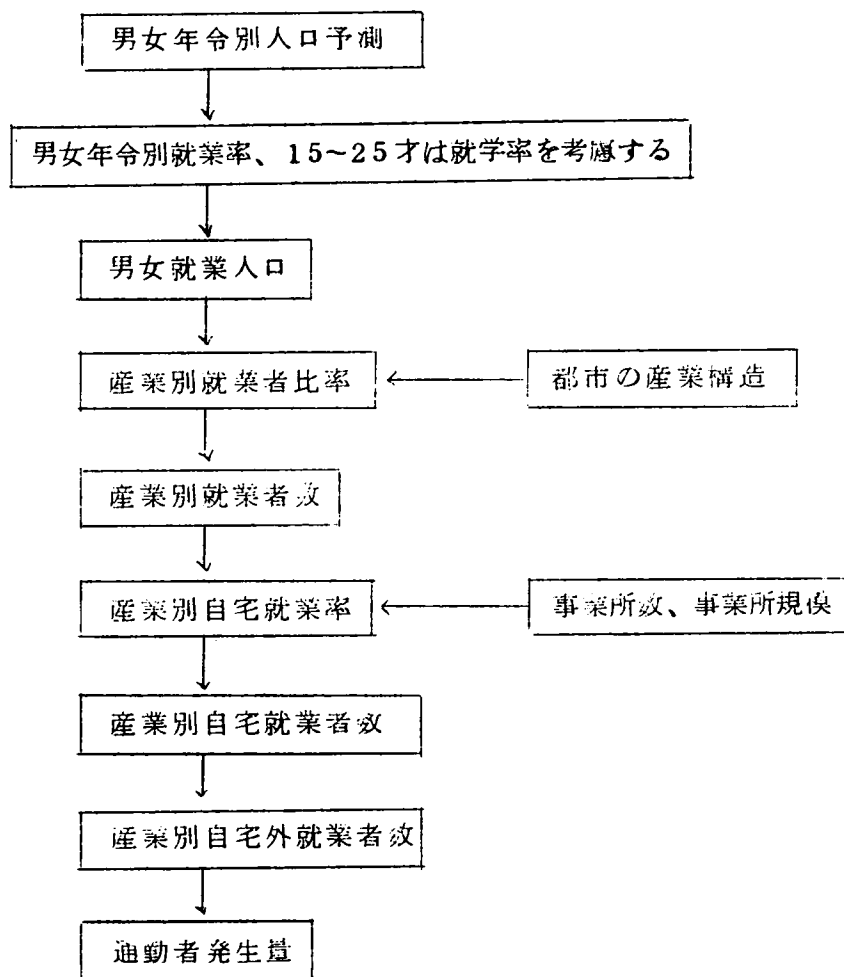 男女年令別人口予測
男女年令別就業率、15~25才は就学率を考慮する
男女就業人口
産業別就業者比率
都市の産業構造
産業別就業者数
産業別自宅就業率
事業所数、事業所規模
産業別自宅就業者数
産業別自宅外就業者数
通勤者発生量